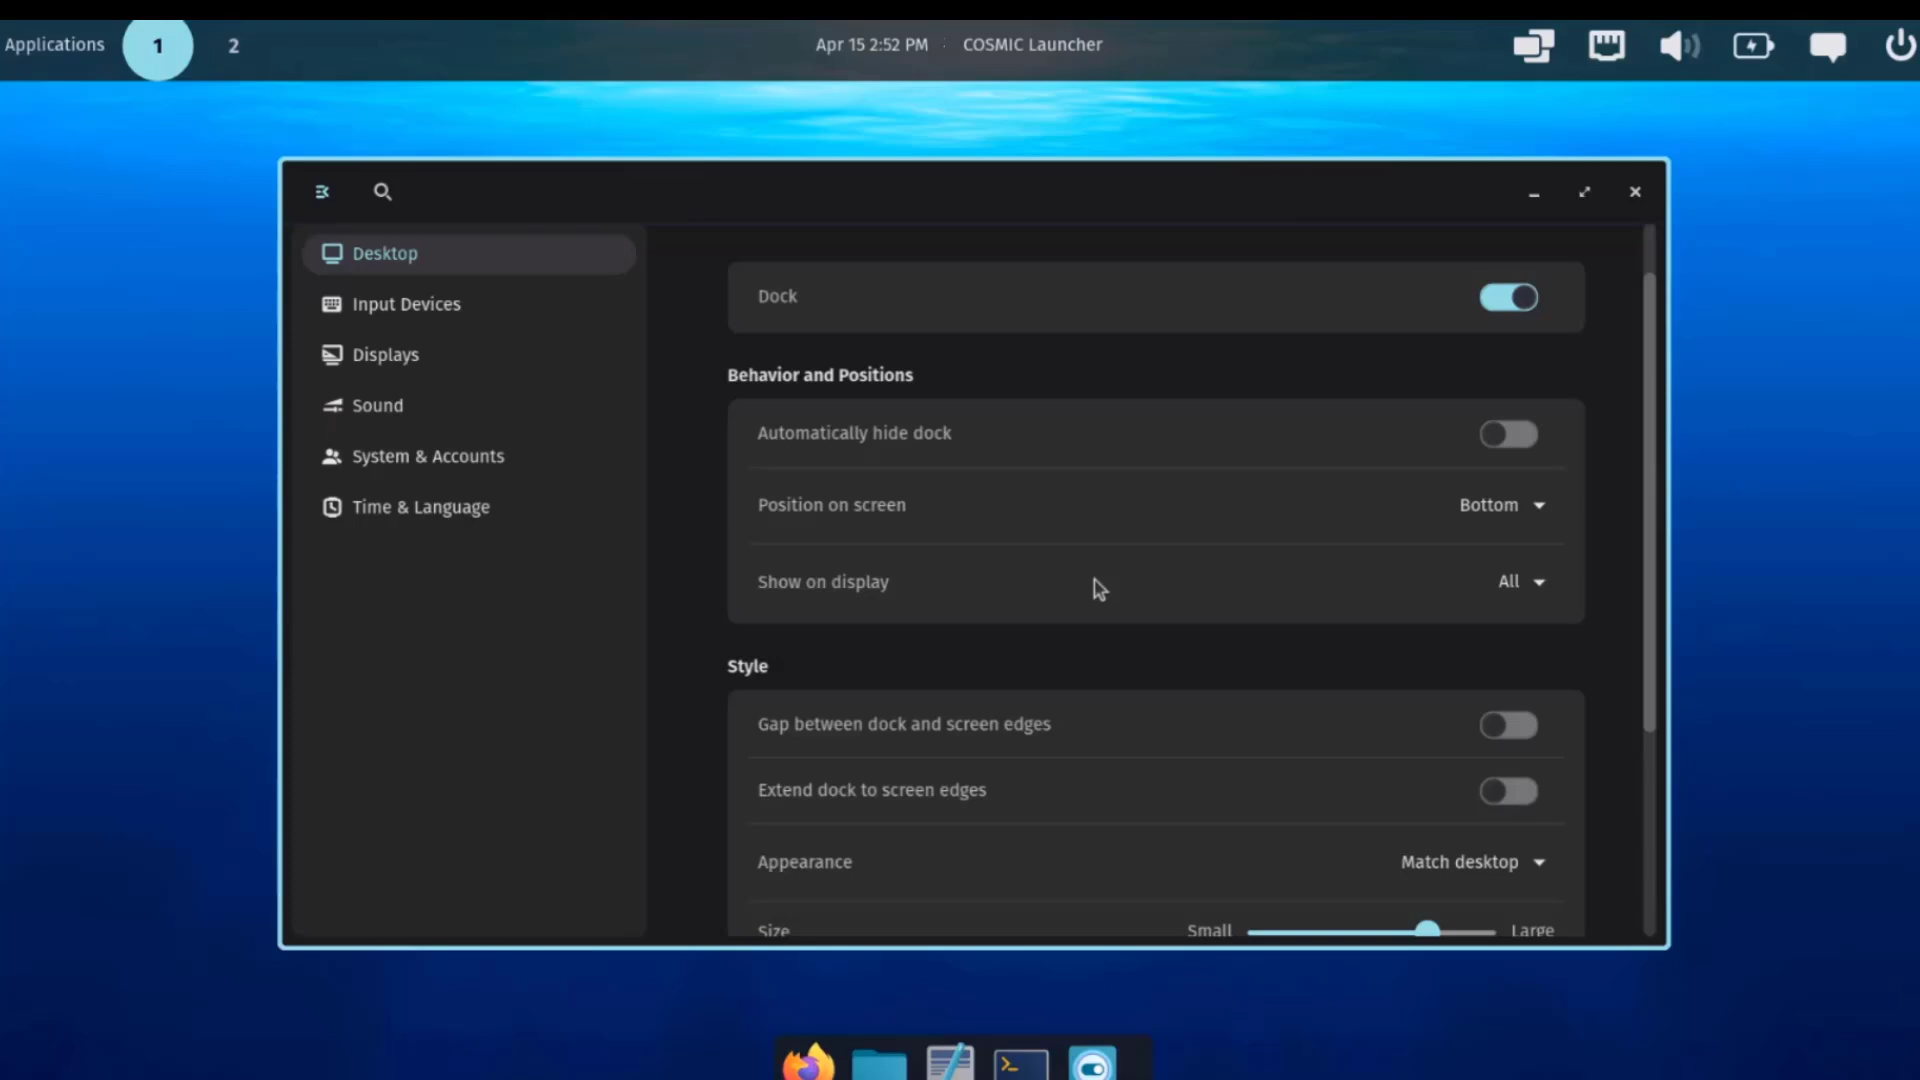 Applications 1 2 Apr 15 2:52 PM COSMIC Launcher
Desktop
Input Devices
Displays
Sound
System & Accounts
Time & Language
Dock
Behavior and Positions
Automatically hide dock
Position on screen Bottom
Show on display All
Style
Gap between dock and screen edges
Extend dock to screen edges
Appearance Match desktop
Size Small Large